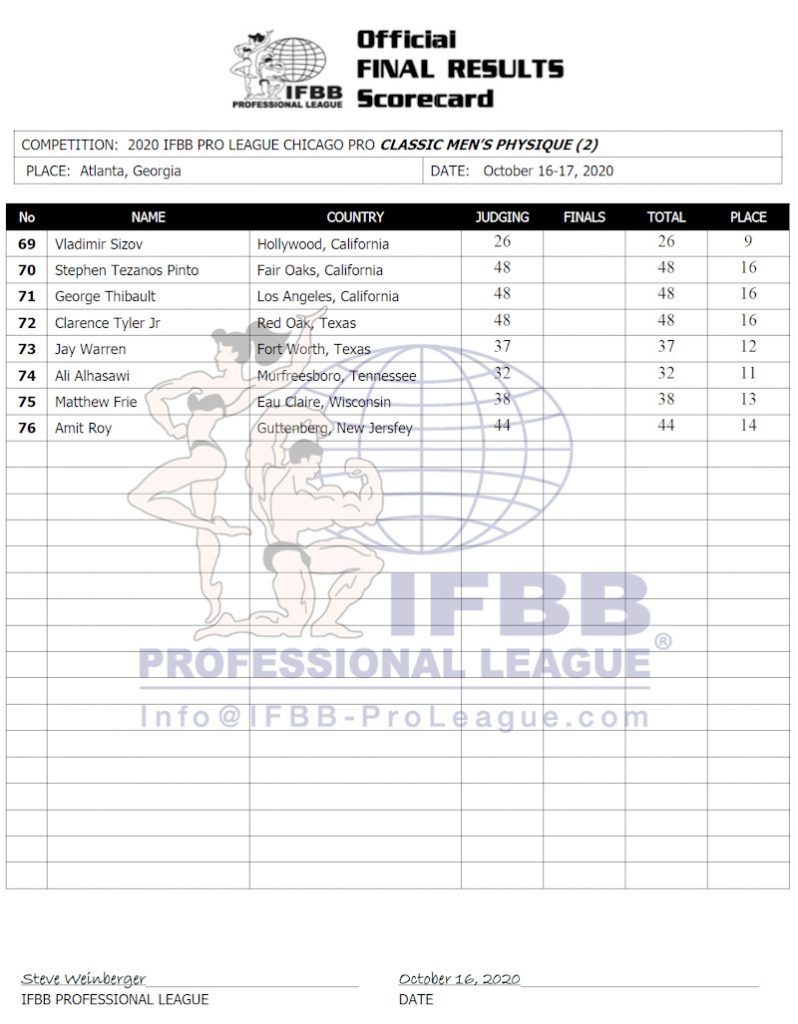 Official
FINAL RESULTS
Scorecard
IFBB
PROFESSIONAL LEAGUE
COMPETITION: 2020 IFBB PRO LEAGUE CHICAGO PRO CLASSIC MEN'S PHYSIQUE (2)
PLACE: Atlanta, Georgia DATE: October 16-17, 2020
No NAME COUNTRY JUDGING FINALS TOTAL PLACE
69 Vladimir Sizov Hollywood, California 26 26 9
70 Stephen Tezanos Pinto Fair Oaks, California 48 48 16
71 George Thibault Los Angeles, California 48 48 16
72 Clarence Tyler Jr Red Oak, Texas 48 48 16
73 Jay Warren Fort Worth, Texas 37 37 12
74 Ali Alhasawi Murfreesboro, Tennessee 32 32 11
75 Matthew Frie Eau Claire, Wisconsin 38 38 13
76 Amit Roy Guttenberg, New Jersfey 44 44 14
IFBB
PROFESSIONAL LEAGUE®
Info@IFBB-ProLeague.com
Steve Weinberger October 16, 2020
IFBB PROFESSIONAL LEAGUE DATE